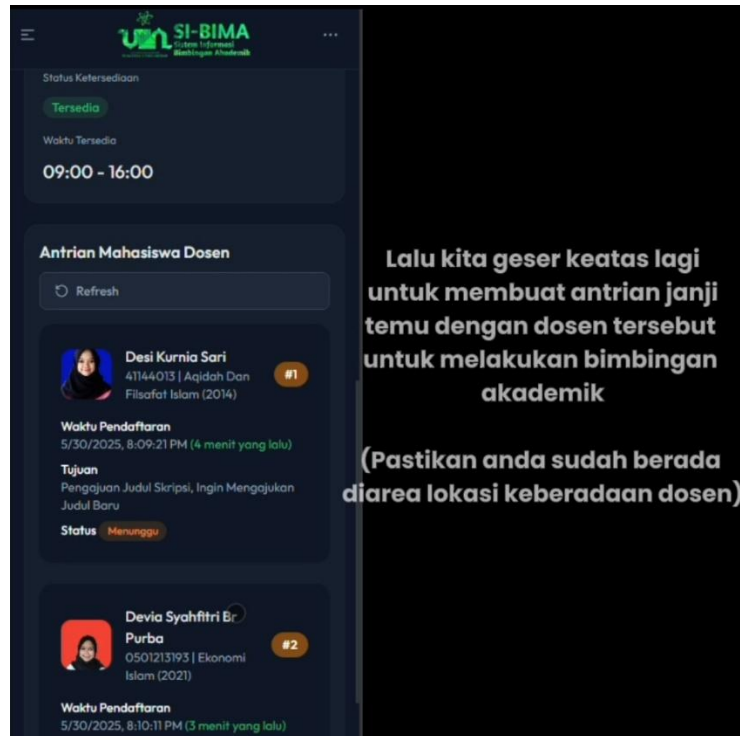 SI-BIMA
Sistem Informasi
Bimbingan Akademik
Status Ketersediaan
Tersedia
Waktu Tersedia
09:00 - 16:00
Antrian Mahasiswa Dosen
Refresh
Desi Kurnia Sari
41144013 | Aqidah Dan
Filsafat Islam (2014)
#1
Waktu Pendaftaran
5/30/2025, 8:09:21 PM (4 menit yang lalu)
Tujuan
Pengajuan Judul Skripsi, Ingin Mengajukan
Judul Baru
Status Menunggu
Devia Syahfitri Br
Purba
0501213193 | Ekonomi
Islam (2021)
#2
Waktu Pendaftaran
5/30/2025, 8:10:11 PM (3 menit yang lalu)
Lalu kita geser keatas lagi
untuk membuat antrian janji
temu dengan dosen tersebut
untuk melakukan bimbingan
akademik
(Pastikan anda sudah berada
diarea lokasi keberadaan dosen)